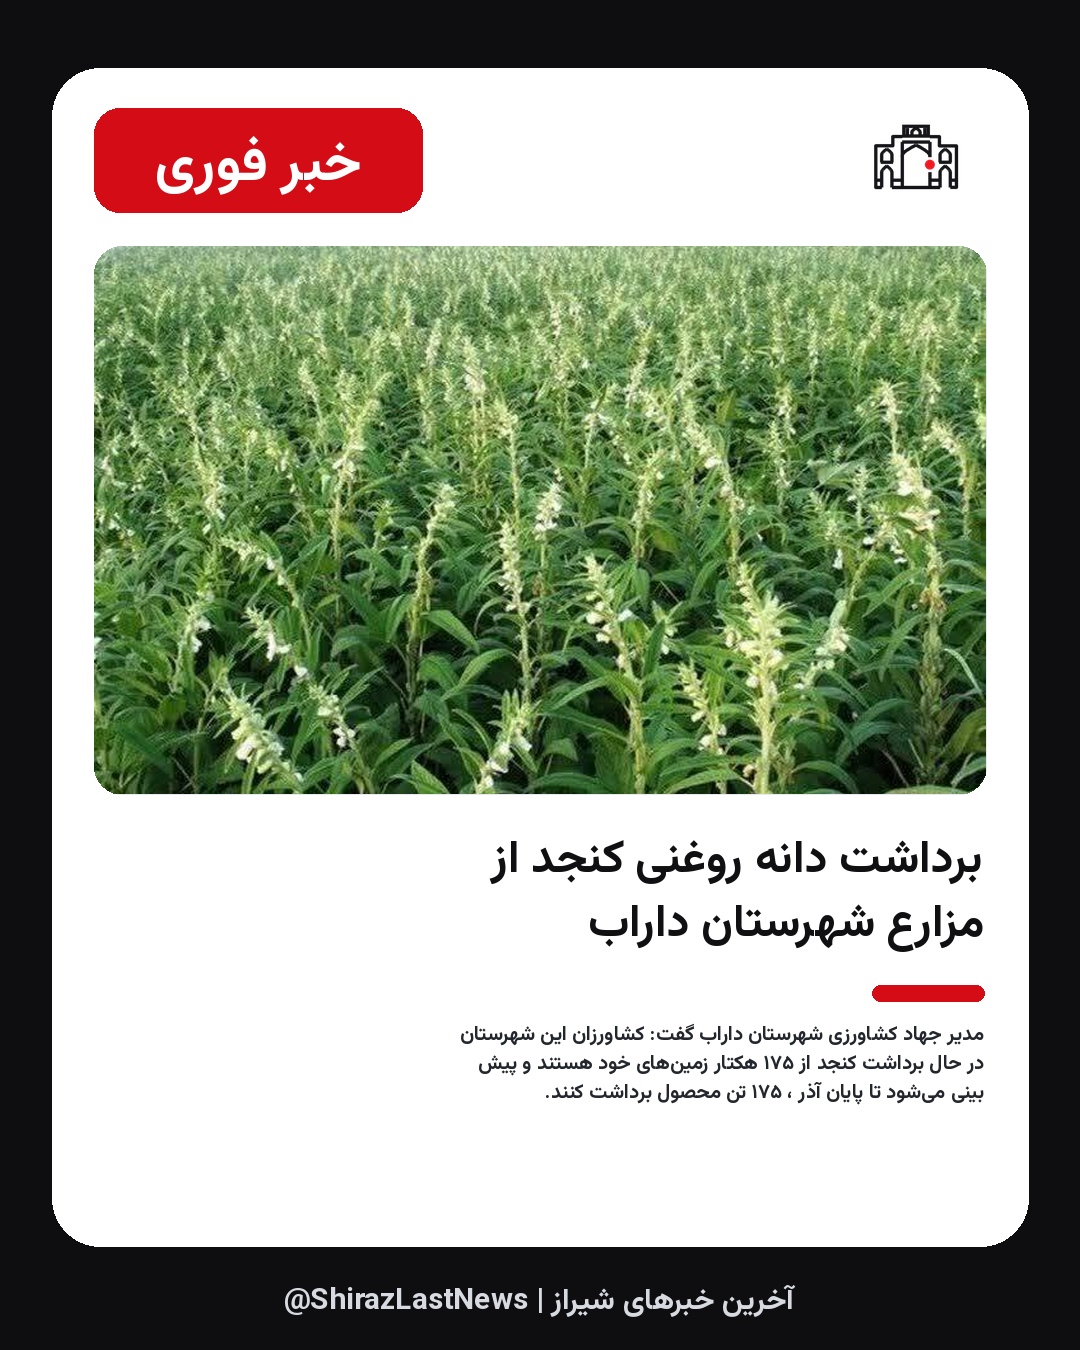 خبر فوری
برداشت دانه روغنی کنجد از
مزارع شهرستان داراب
مدیر جهاد کشاورزی شهرستان داراب گفت: کشاورزان این شهرستان
در حال برداشت کنجد از ۱۷۵ هکتار زمین‌های خود هستند و پیش
بینی می‌شود تا پایان آذر ، ۱۷۵ تن محصول برداشت کنند.
آخرین خبرهای شیراز | @ShirazLastNews